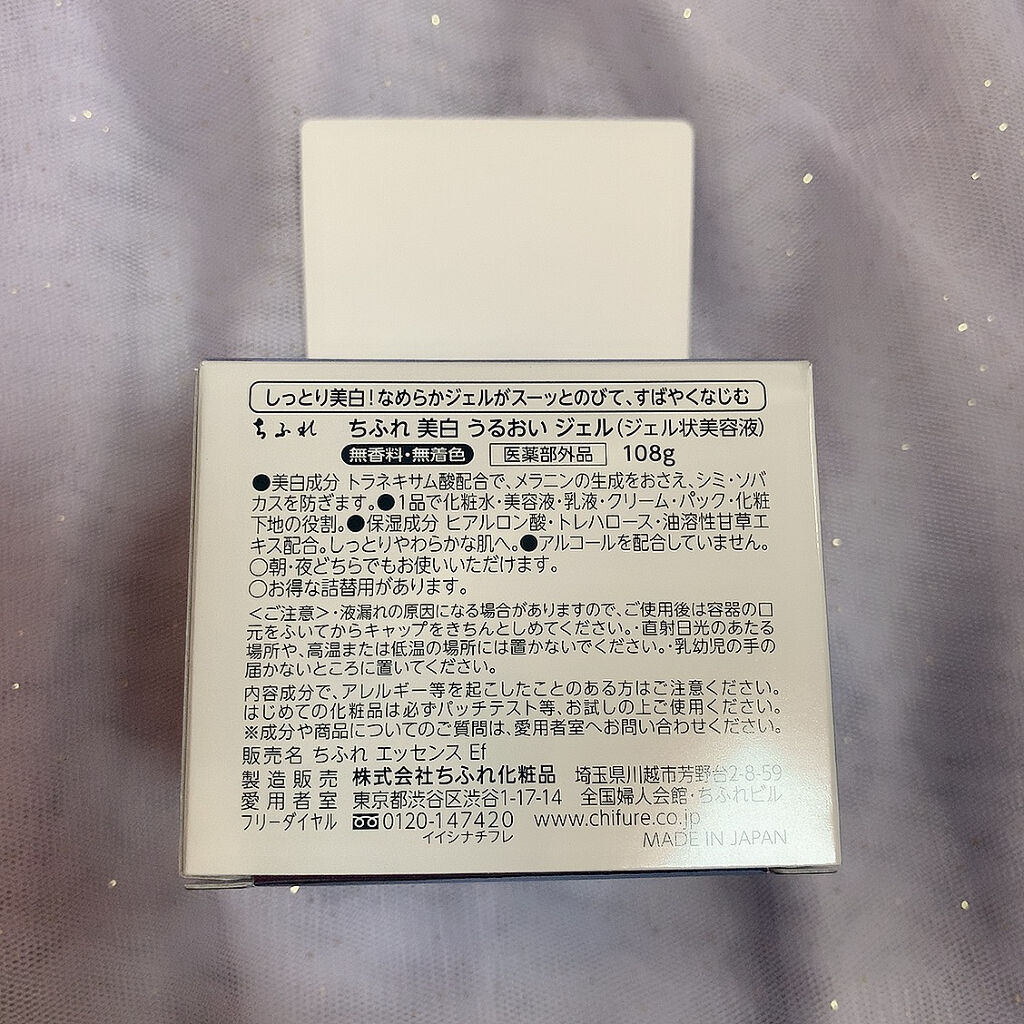 しっとり美白!なめらかジェルがスーッとのびて、すばやくなじむ
ちふれ ちふれ 美白 うるおい ジェル(ジェル状美容液)
無香料・無着色 医薬部外品 108g
●美白成分 トラネキサム酸配合で、メラニンの生成をおさえ、シミ・ソバ
カスを防ぎます。●1品で化粧水・美容液・乳液・クリーム・パック・化粧
下地の役割。●保湿成分 ヒアルロン酸・トレハロース・油溶性甘草エ
キス配合。しっとりやわらかな肌へ。●アルコールを配合していません。
○朝・夜どちらでもお使いいただけます。
○お得な詰替用があります。
<ご注意>・液漏れの原因になる場合がありますので、ご使用後は容器の口
元をふいてからキャップをきちんとしめてください。・直射日光のあたる
場所や、高温または低温の場所には置かないでください。・乳幼児の手の
届かないところに置いてください。
内容成分で、アレルギー等を起こしたことのある方はご注意ください。
はじめての化粧品は必ずパッチテスト等、お試しの上ご使用ください。
※成分や商品についてのご質問は、愛用者室へお問い合わせください。
販売名 ちふれ エッセンス Ef
製造販売 株式会社ちふれ化粧品 埼玉県川越市芳野台2-8-59
愛用者室 東京都渋谷区渋谷1-17-14 全国婦人会館・ちふれビル
フリーダイヤル 0120-147420 www.chifure.co.jp
イイシナチフレ MADE IN JAPAN